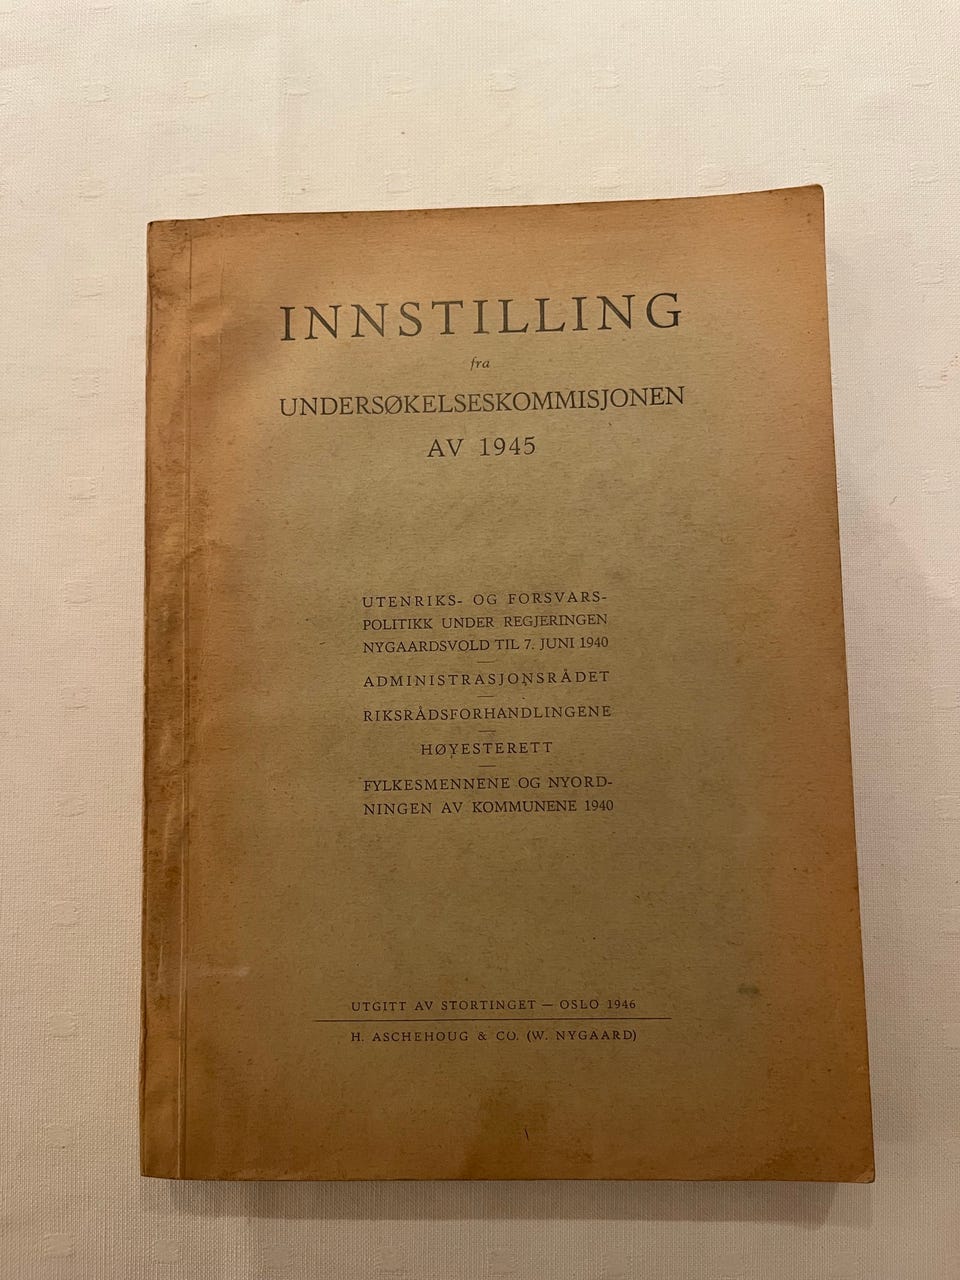 INNSTILLING
fra
UNDERSØKELSESKOMMISJONEN
AV 1945
UTENRIKS- OG FORSVARS-
POLITIKK UNDER REGJERINGEN
NYGAARDSVOLD TIL 7. JUNI 1940
ADMINISTRASJONSRÅDET
RIKSRÅDSFORHANDLINGENE
HØYESTERETT
FYLKESMENNENE OG NYORD-
NINGEN AV KOMMUNENE 1940
UTGITT AV STORTINGET — OSLO 1946
H. ASCHEHOUG & CO. (W. NYGAARD)